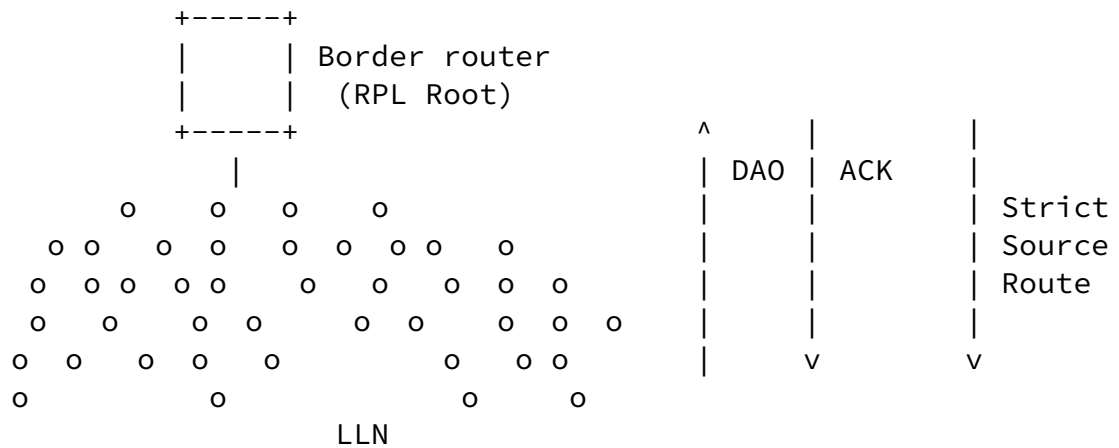 +-----+
|     | Border router
|     |  (RPL Root)
+-----+                       ^     |        |
   |                          | DAO | ACK    |
o    o   o    o               |     |        | Strict
o o   o  o   o  o  o o   o    |     |        | Source
o  o o  o o    o   o   o  o  o |     |        | Route
o   o    o  o     o  o    o  o  o |     |        |
o  o   o  o   o         o   o o |     v        v
o          o             o     o
LLN